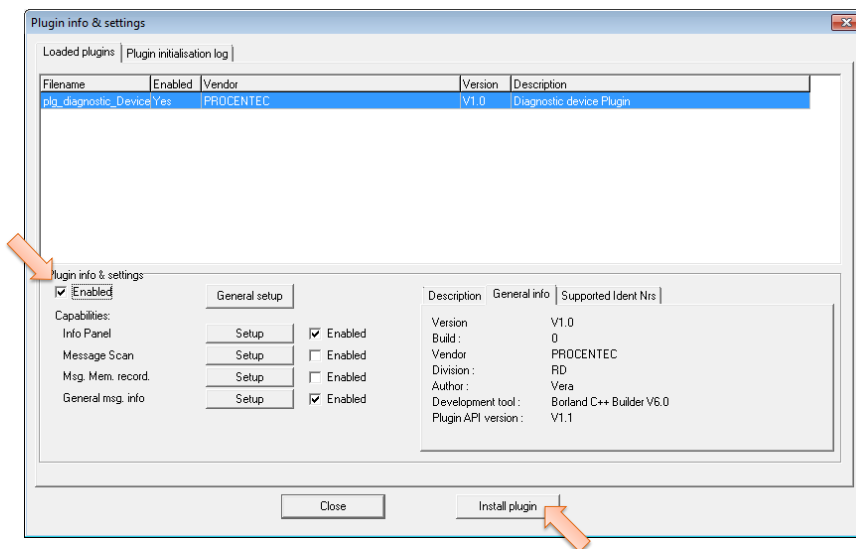 Plugin info & settings
Loaded plugins Plugin initialisation log
Filename Enabled Vendor Version Description
plg_diagnostic_Device Yes PROCENTEC V1.0 Diagnostic device Plugin
Plugin info & settings
Enabled General setup Description General info Supported Ident Nrs
Capabilities:
Info Panel Setup Enabled Version V1.0
Build : 0
Message Scan Setup Enabled Vendor PROCENTEC
Msg. Mem. record. Setup Enabled Division : RD
Author : Vera
General msg. info Setup Enabled Development tool : Borland C++ Builder V6.0
Plugin API version : V1.1
Close Install plugin